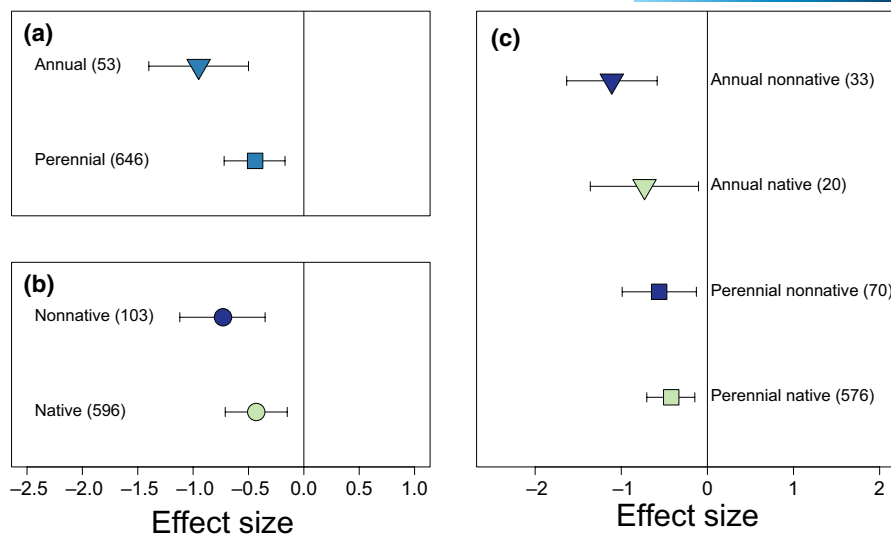 (a)
Annual (53)
Perennial (646)
(b)
Nonnative (103)
Native (596)
–2.5 –2.0 –1.5 –1.0 –0.5 0.0 0.5 1.0
Effect size
(c)
Annual nonnative (33)
Annual native (20)
Perennial nonnative (70)
Perennial native (576)
–2 –1 0 1 2
Effect size